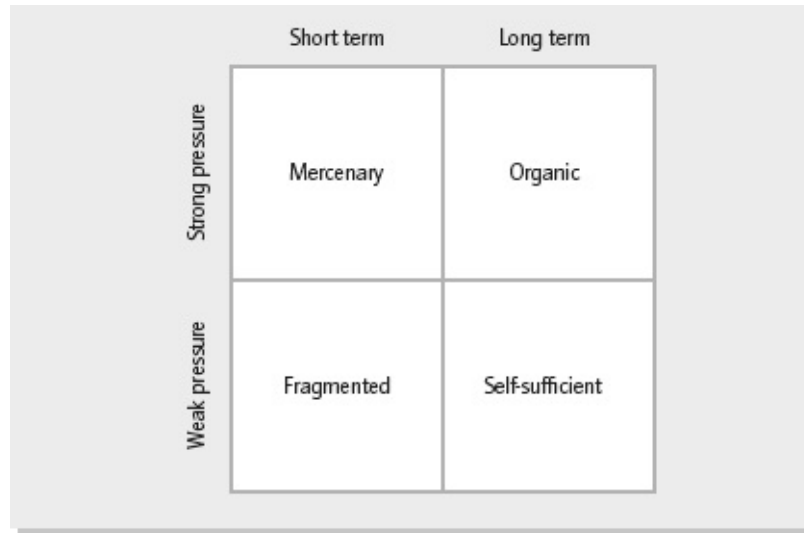 Short term Long term
Strong pressure
Mercenary Organic
Weak pressure
Fragmented Self-sufficient